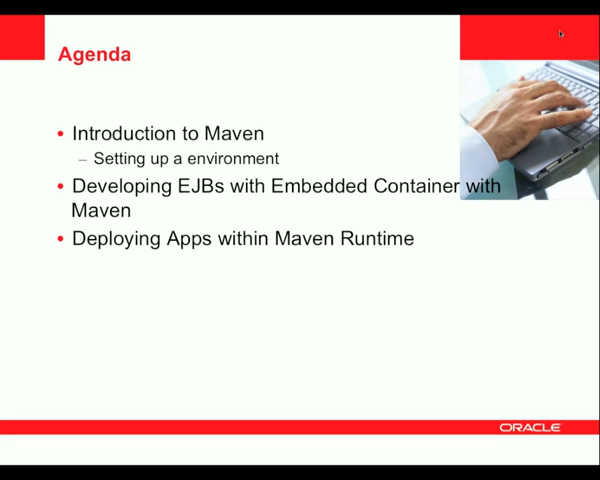 Agenda
• Introduction to Maven
– Setting up a environment
• Developing EJBs with Embedded Container with
Maven
• Deploying Apps within Maven Runtime
ORACLE